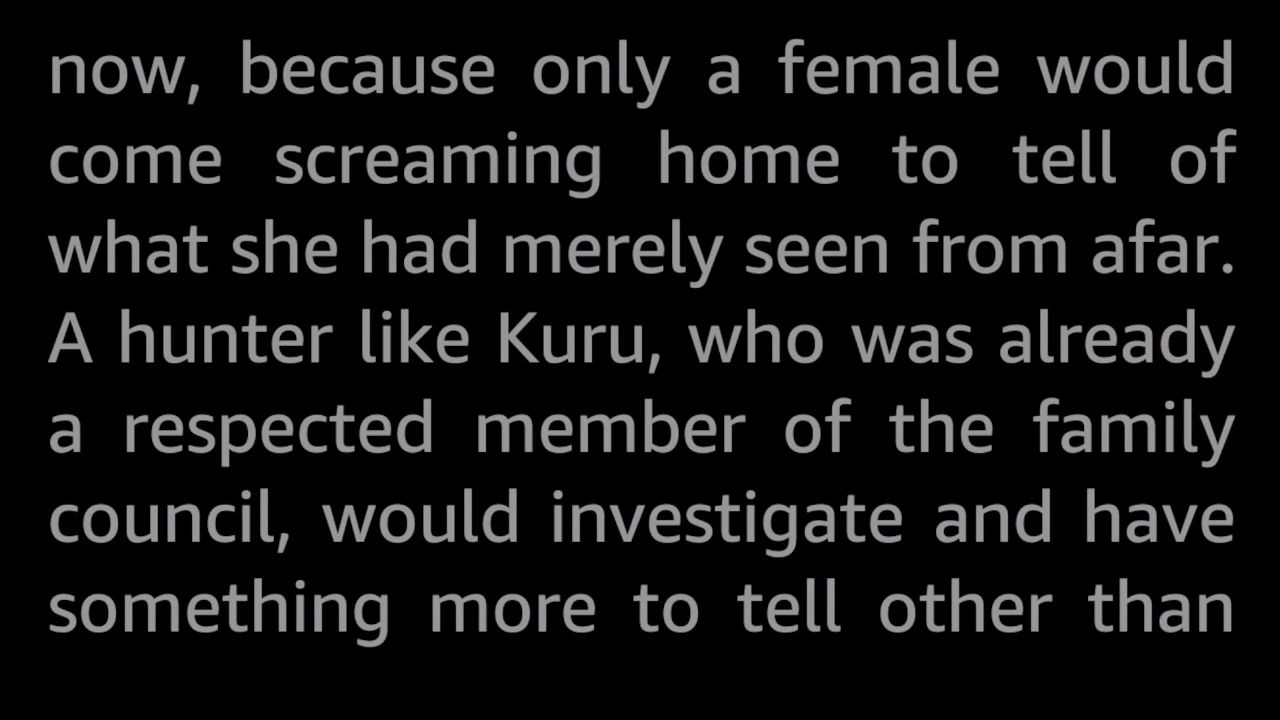 now, because only a female would
come screaming home to tell of
what she had merely seen from afar.
A hunter like Kuru, who was already
a respected member of the family
council, would investigate and have
something more to tell other than